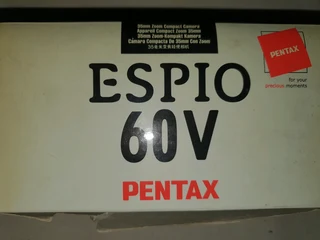 35mm Zoom Compact Camera
Appareil Compact Zoom 35mm
35mm Zoom-Kompakt Kamera
Cámara Compacta De 35mm Con Zoom
PENTAX
for your
precious moments
ESPIO
60V
PENTAX